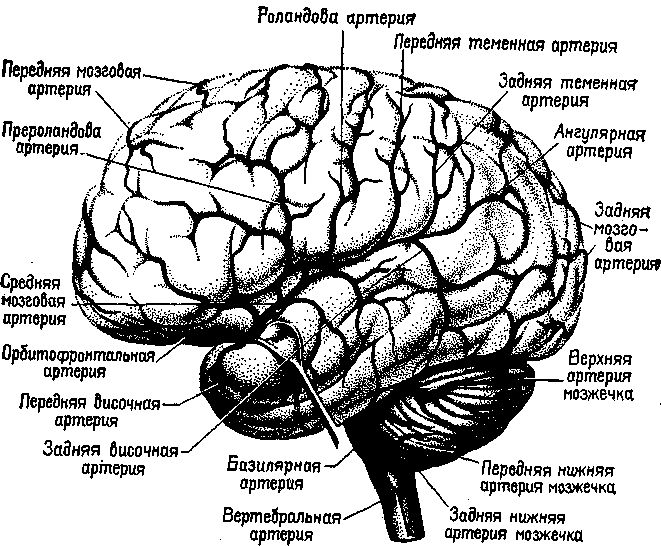 Роландова артерия
Передняя теменная артерия
Передняя мозговая
артерия
Задняя теменная
артерия
Прероландова
артерия
Ангулярная
артерия
Задняя
мозго-
вая
артерия
Средняя
мозговая
артерия
Орбитофронтальная
артерия
Верхняя
артерия
мозжечка
Передняя височная
артерия
Задняя височная
артерия
Базилярная
артерия
Передняя нижняя
артерия мозжечка
Вертебральная
артерия
Задняя нижняя
артерия мозжечка